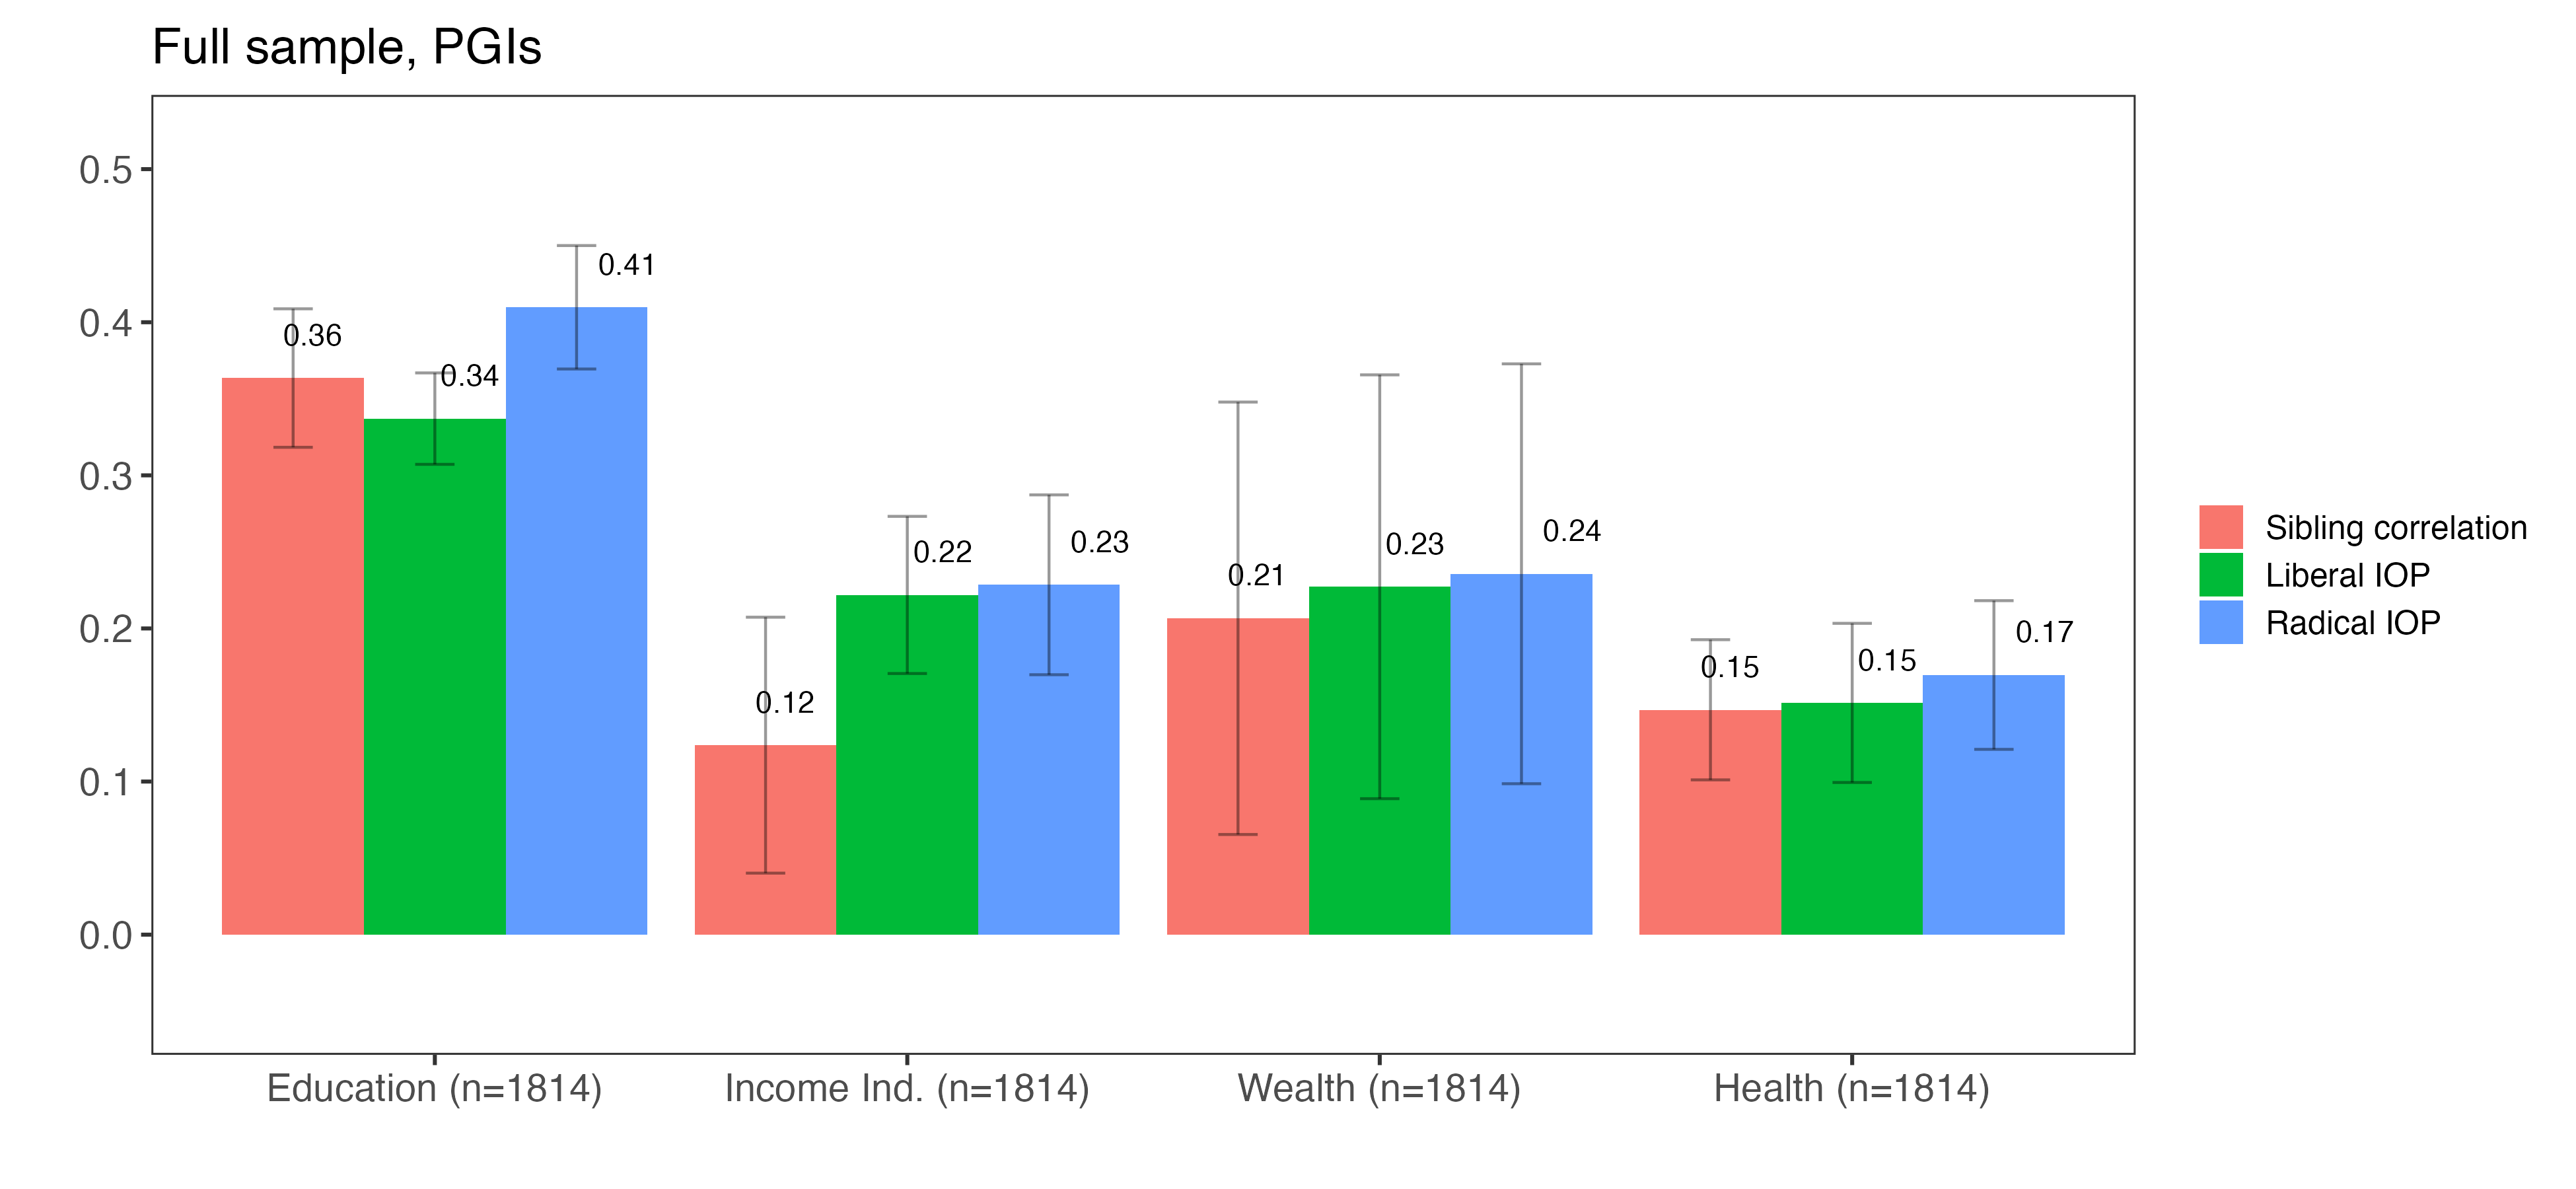 Full sample, PGIs
0.5
0.4
0.3
0.2
0.1
0.0
0.36
0.34
0.41
0.12
0.22
0.23
0.21
0.23
0.24
0.15
0.15
0.17
Education (n=1814)
Income Ind. (n=1814)
Wealth (n=1814)
Health (n=1814)
Sibling correlation
Liberal IOP
Radical IOP